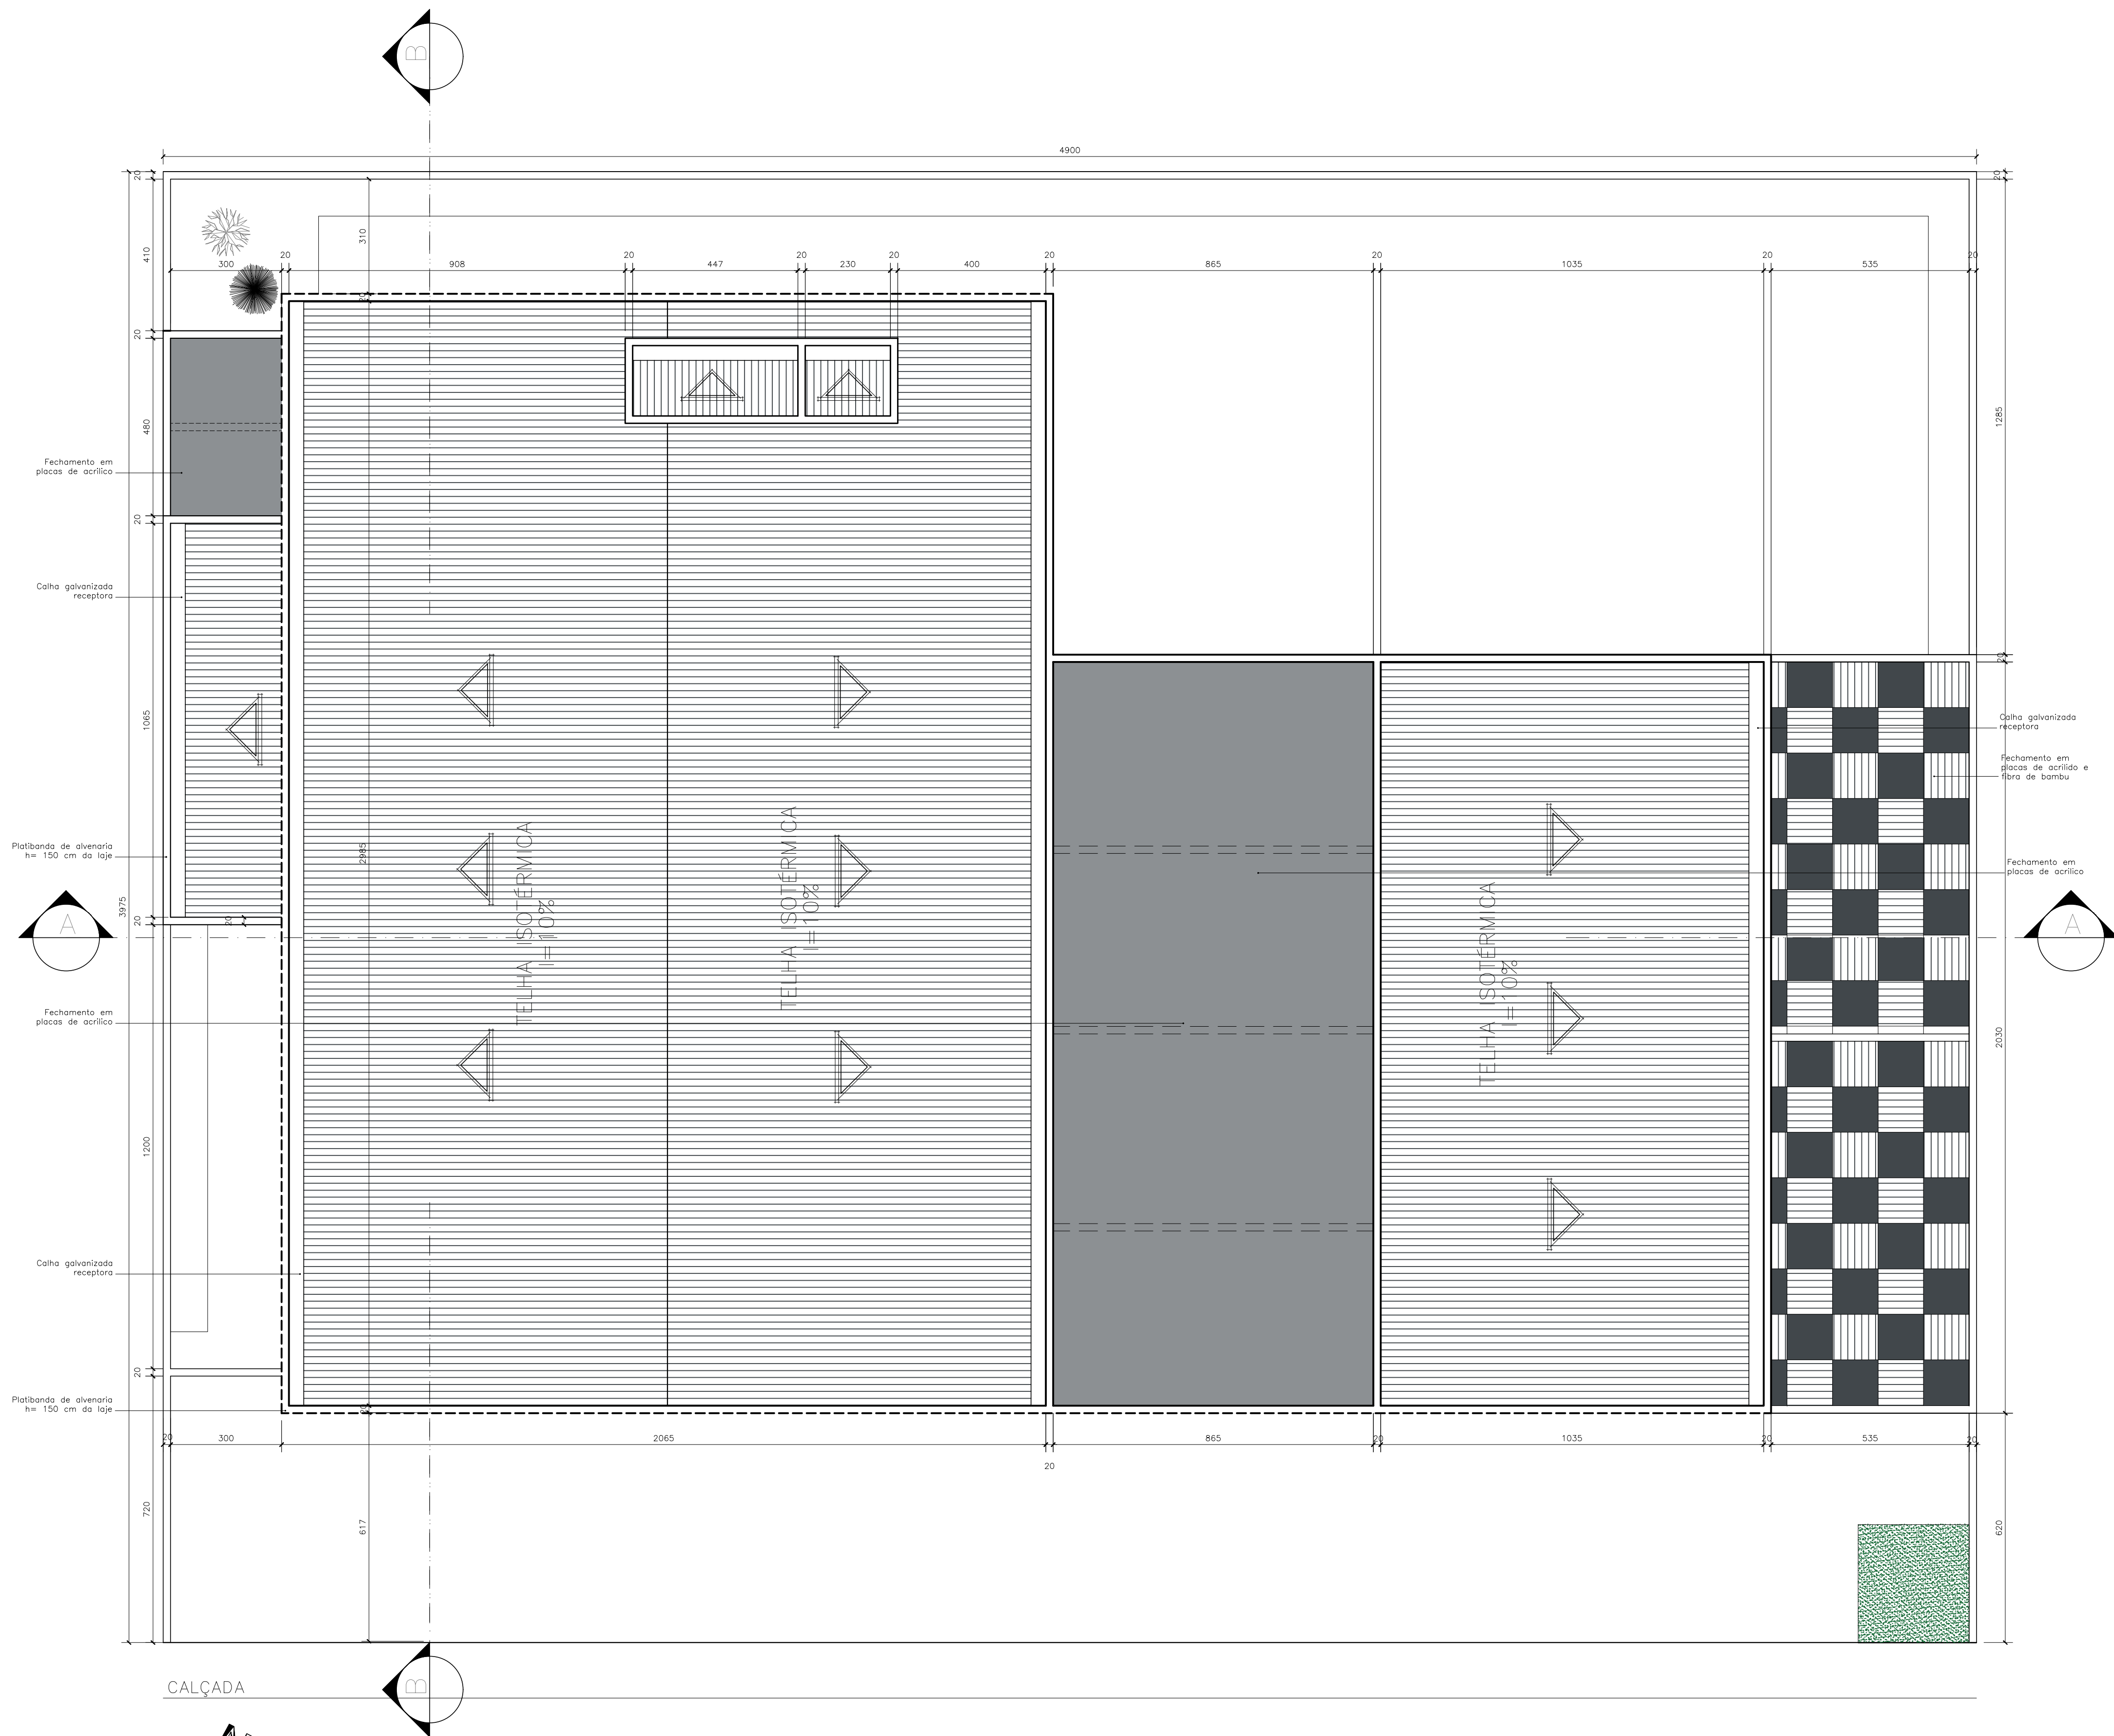 B
4900
20
20
410
310
20
20
20
20
20
20
20
20
300
908
447
230
400
865
1035
535
20
20
480
1285
Fechamento em
placas de acrílico
20
Calha galvanizada
receptora
20
1065
Calha galvanizada
receptora
Fechamento em
placas de acrílido e
fibra de bambu
Platibanda de alvenaria
h= 150 cm da laje
2985
TELHA ISOTÉRMICA
I=10%
TELHA ISOTÉRMICA
I=10%
TELHA ISOTÉRMICA
I=10%
Fechamento em
placas de acrílico
3975
20
20
A
A
Fechamento em
placas de acrílico
2030
1200
Calha galvanizada
receptora
20
Platibanda de alvenaria
h= 150 cm da laje
20
20
300
2065
865
20
1035
20
535
20
20
720
617
620
CALÇADA
B